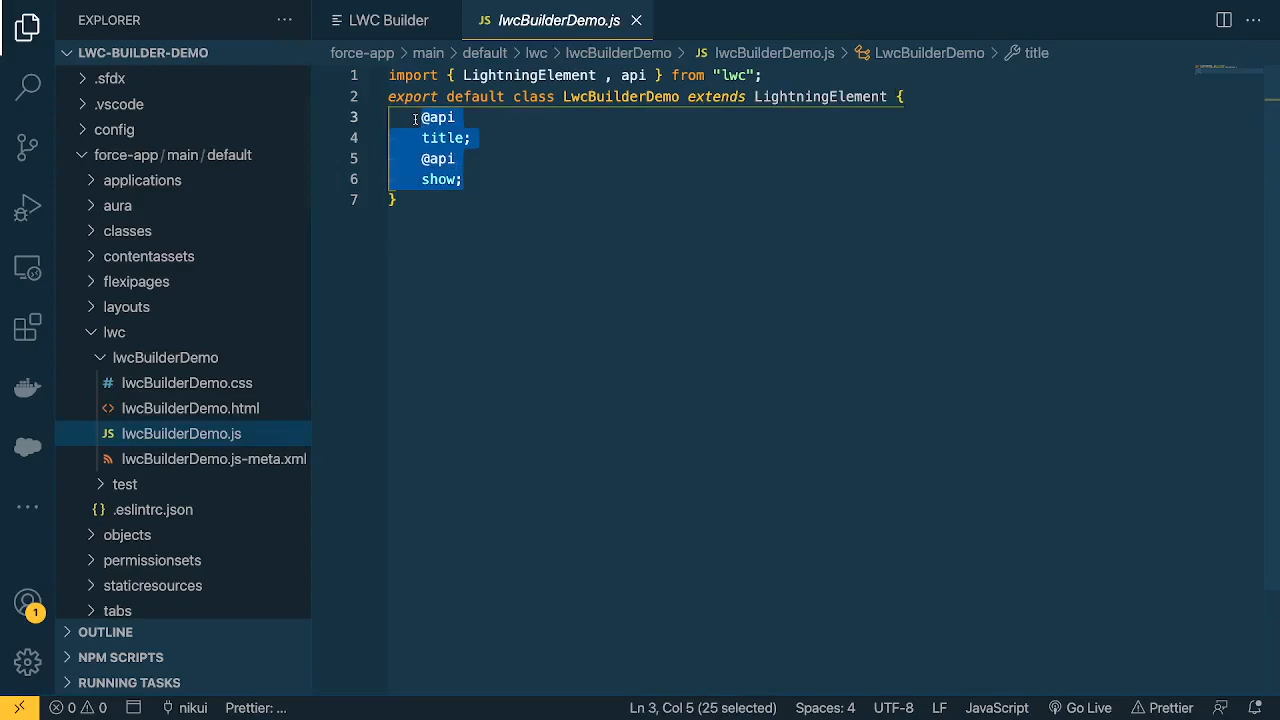 EXPLORER
LWC Builder
JS lwcBuilderDemo.js
LWC-BUILDER-DEMO
force-app > main > default > lwc > lwcBuilderDemo > JS lwcBuilderDemo.js > LwcBuilderDemo > title
.sfdx
.vscode
config
force-app/main/default
applications
aura
classes
contentassets
flexipages
layouts
lwc
lwcBuilderDemo
# lwcBuilderDemo.css
<> lwcBuilderDemo.html
JS lwcBuilderDemo.js
lwcBuilderDemo.js-meta.xml
test
{} .eslintrc.json
objects
permissionsets
staticresources
tabs
OUTLINE
NPM SCRIPTS
RUNNING TASKS
1 import { LightningElement , api } from "lwc";
2 export default class LwcBuilderDemo extends LightningElement {
3 @api
4 title;
5 @api
6 show;
7 }
1
0 0 nikui Prettier: ... Ln 3, Col 5 (25 selected) Spaces: 4 UTF-8 LF JavaScript Go Live Prettier